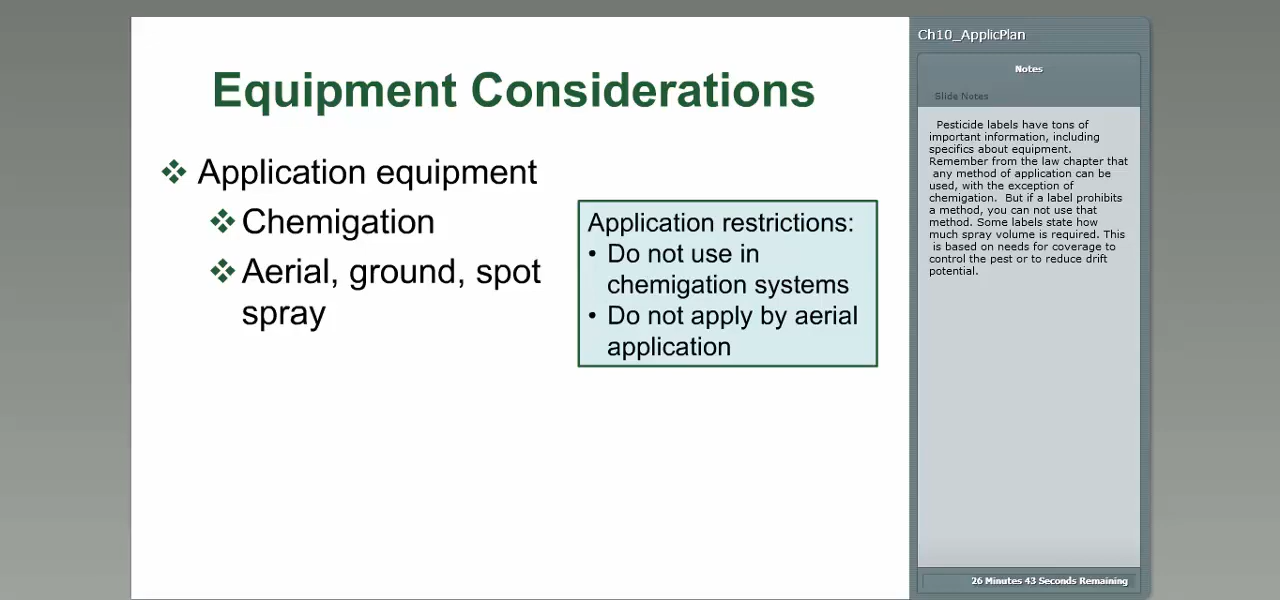 Equipment Considerations
Application equipment
Chemigation
Aerial, ground, spot
spray
Application restrictions:
• Do not use in
chemigation systems
• Do not apply by aerial
application
Ch10_ApplicPlan
Notes
Slide Notes
Pesticide labels have tons of
important information, including
specifics about equipment.
Remember from the law chapter that
any method of application can be
used, with the exception of
chemigation. But if a label prohibits
a method, you can not use that
method. Some labels state how
much spray volume is required. This
is based on needs for coverage to
control the pest or to reduce drift
potential.
26 Minutes 43 Seconds Remaining